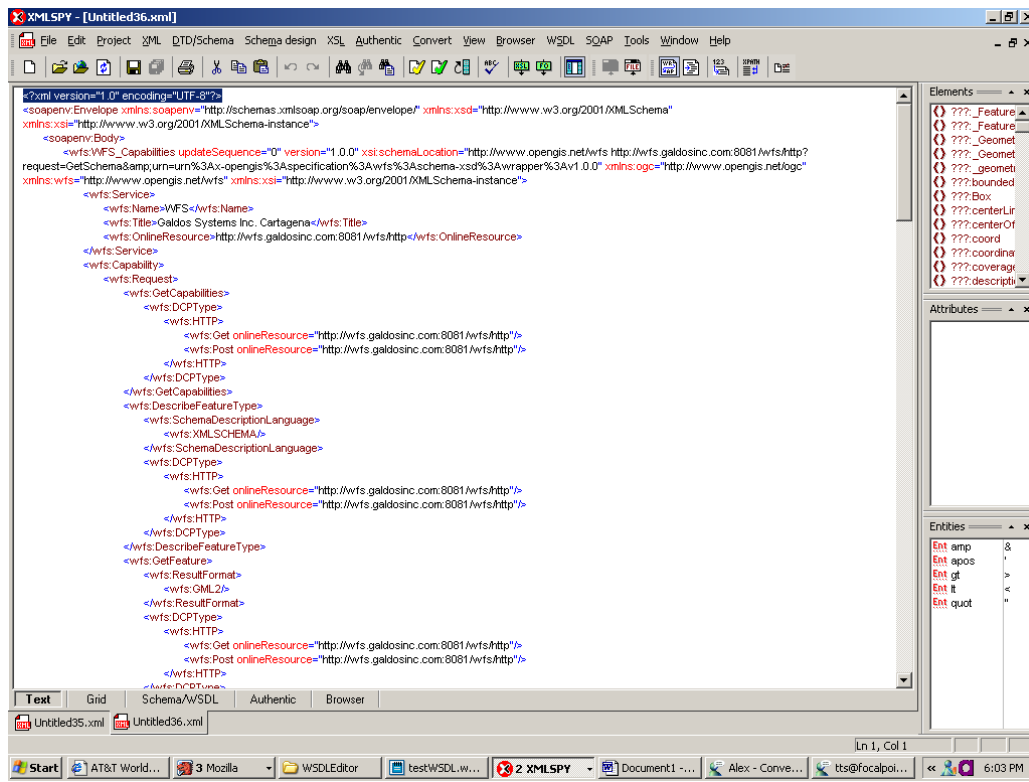 XMLSPY - [Untitled36.xml]
File Edit Project XML DTD/Schema Schema design XSL Authentic Convert View Browser WSDL SOAP Tools Window Help
<?xml version="1.0" encoding="UTF-8"?>
<soapenv:Envelope xmlns:soapenv="http://schemas.xmlsoap.org/soap/envelope/" xmlns:xsd="http://www.w3.org/2001/XMLSchema"
xmlns:xsi="http://www.w3.org/2001/XMLSchema-instance">
<soapenv:Body>
<wfs:WFS_Capabilities updateSequence="0" version="1.0.0" xsi:schemaLocation="http://www.opengis.net/wfs http://wfs.galdosinc.com:8081/wfs/http?
request=GetSchema&amp;urn=urn%3Ax-opengis%3Aspecification%3Awfs%3Aschema-xsd%3Awrapper%3Av1.0.0" xmlns:ogc="http://www.opengis.net/ogc"
xmlns:wfs="http://www.opengis.net/wfs" xmlns:xsi="http://www.w3.org/2001/XMLSchema-instance">
<wfs:Service>
<wfs:Name>WFS</wfs:Name>
<wfs:Title>Galdos Systems Inc. Cartagena</wfs:Title>
<wfs:OnlineResource>http://wfs.galdosinc.com:8081/wfs/http</wfs:OnlineResource>
</wfs:Service>
<wfs:Capability>
<wfs:Request>
<wfs:GetCapabilities>
<wfs:DCPType>
<wfs:HTTP>
<wfs:Get onlineResource="http://wfs.galdosinc.com:8081/wfs/http"/>
<wfs:Post onlineResource="http://wfs.galdosinc.com:8081/wfs/http"/>
</wfs:HTTP>
</wfs:DCPType>
</wfs:GetCapabilities>
<wfs:DescribeFeatureType>
<wfs:SchemaDescriptionLanguage>
<wfs:XMLSCHEMA/>
</wfs:SchemaDescriptionLanguage>
<wfs:DCPType>
<wfs:HTTP>
<wfs:Get onlineResource="http://wfs.galdosinc.com:8081/wfs/http"/>
<wfs:Post onlineResource="http://wfs.galdosinc.com:8081/wfs/http"/>
</wfs:HTTP>
</wfs:DCPType>
</wfs:DescribeFeatureType>
<wfs:GetFeature>
<wfs:ResultFormat>
<wfs:GML2/>
</wfs:ResultFormat>
<wfs:DCPType>
<wfs:HTTP>
<wfs:Get onlineResource="http://wfs.galdosinc.com:8081/wfs/http"/>
<wfs:Post onlineResource="http://wfs.galdosinc.com:8081/wfs/http"/>
</wfs:HTTP>
</wfs:DCPType>
Elements
???:_Feature
???:_Feature
???:_Geomet
???:_Geomet
???:_geometr
???:bounded
???:Box
???:centerLin
???:centerOf
???:coord
???:coordina
???:coverage
???:descripti
Attributes
Entities
Ent amp &
Ent apos '
Ent gt >
Ent lt <
Ent quot "
Text Grid Schema/WSDL Authentic Browser
Untitled35.xml Untitled36.xml
Ln 1, Col 1
Start AT&T World... 3 Mozilla WSDLEditor testWSDL.w... 2 XMLSPY Document1 -... Alex - Conve... tts@focalpoi... « 6:03 PM